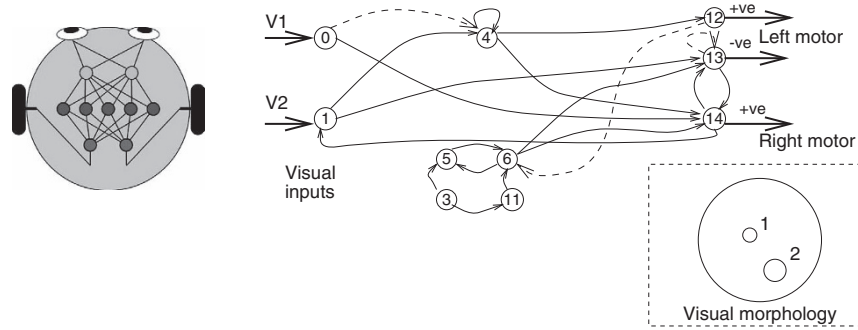 V1
0
4
12
+ve
Left motor
-ve
13
V2
1
14
+ve
Right motor
Visual
inputs
5
6
3
11
1
2
Visual morphology